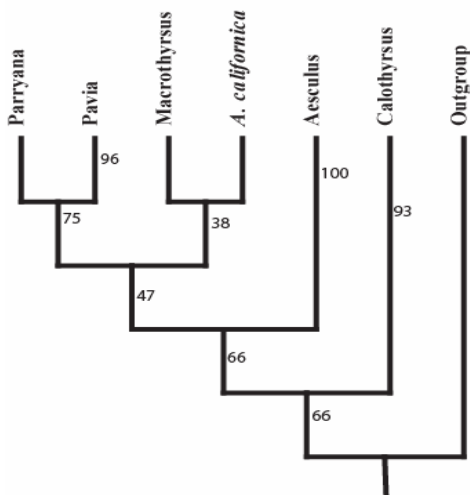 Parryana
Pavia
Macrothyrsus
A. californica
Aesculus
Calothyrsus
Outgroup
96
100
93
75
38
47
66
66